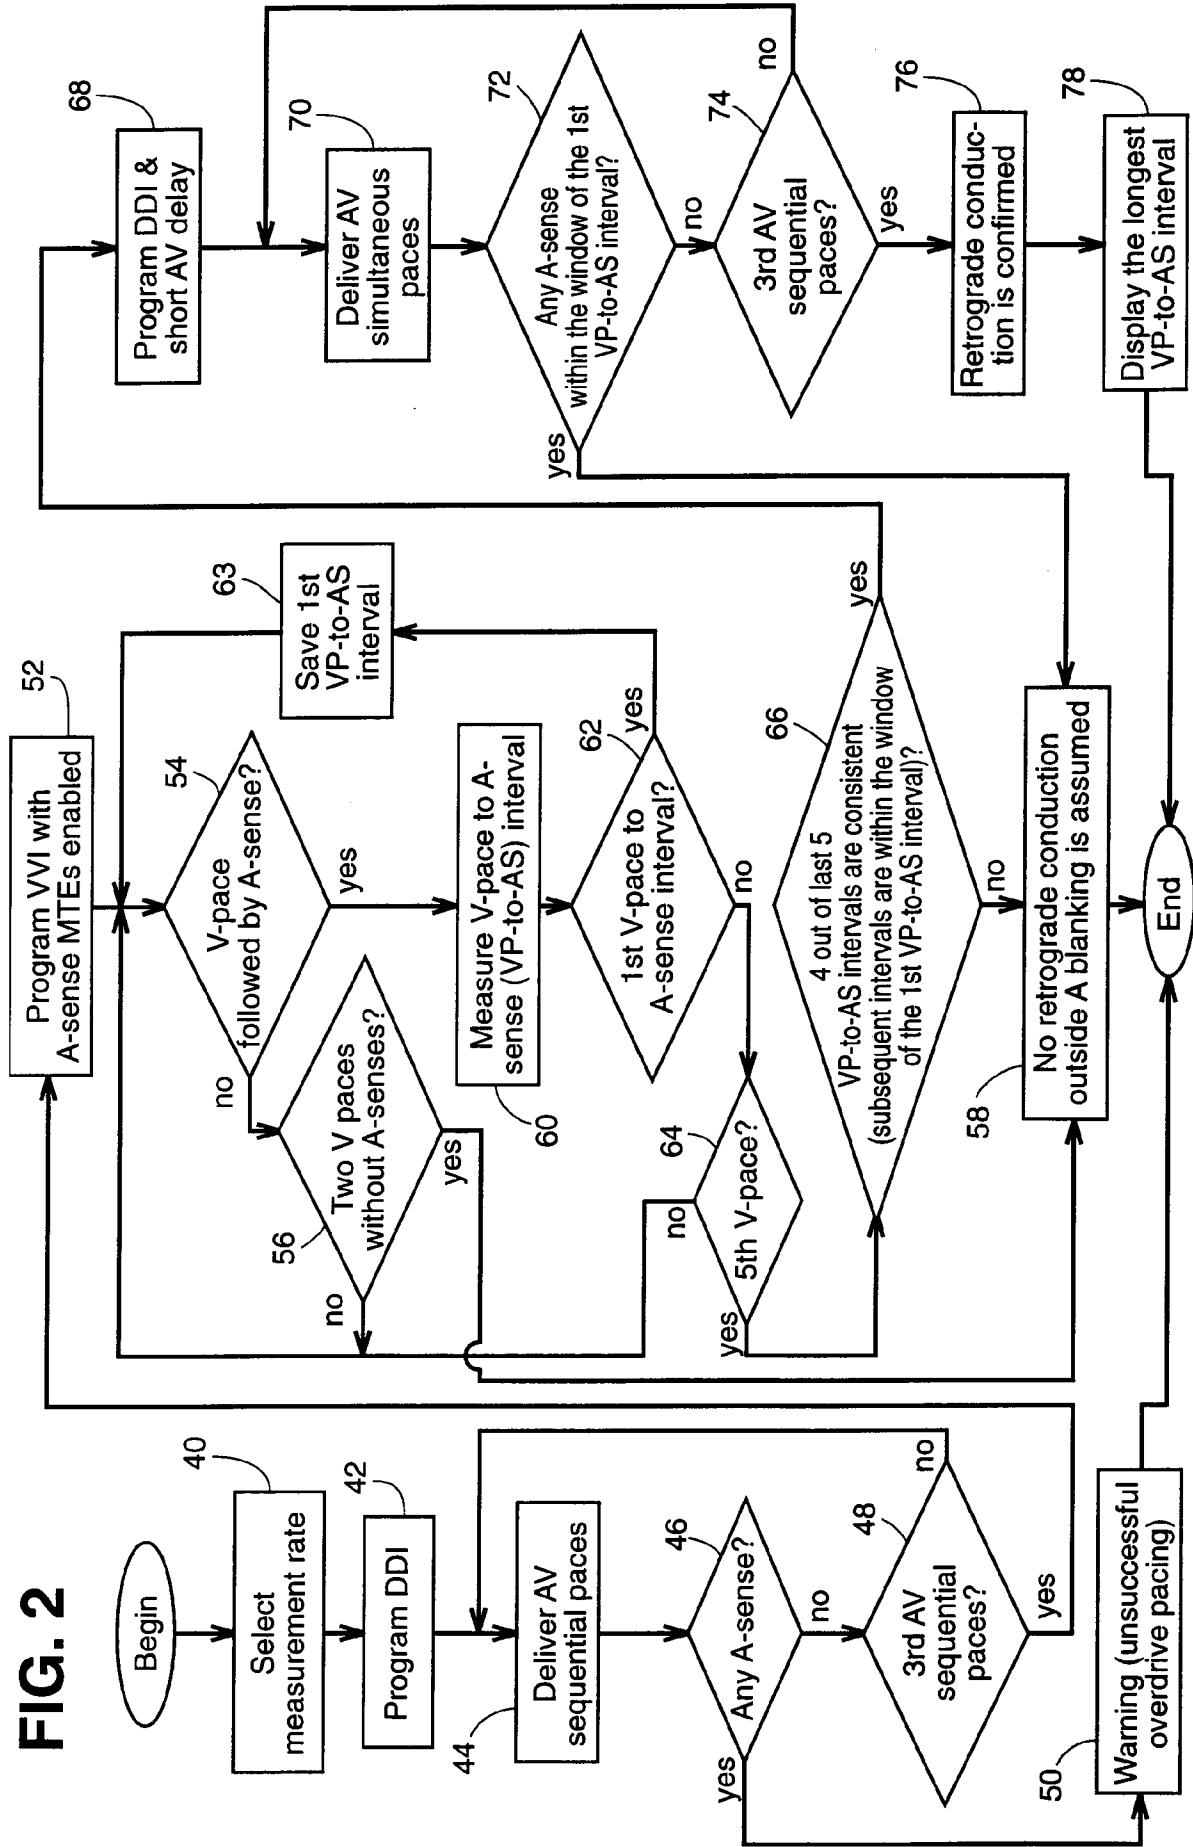 FIG. 2
Begin
40
Select
measurement rate
42
Program DDI
44
Deliver AV
sequential paces
46
Any A-sense?
yes
no
48
3rd AV
sequential
paces?
no
yes
50
Warning (unsuccessful
overdrive pacing)
52
Program VVI with
A-sense MTEs enabled
54
V-pace
followed by A-sense?
no
yes
56
Two V paces
without A-senses?
no
yes
60
Measure V-pace to A-
sense (VP-to-AS) interval
62
1st V-pace to
A-sense interval?
yes
no
63
Save 1st
VP-to-AS
interval
64
5th V-pace?
no
yes
66
4 out of last 5
VP-to-AS intervals are consistent
(subsequent intervals are within the window
of the 1st VP-to-AS interval)?
yes
no
58
No retrograde conduction
outside A blanking is assumed
End
68
Program DDI &
short AV delay
70
Deliver AV
simultaneous
paces
72
Any A-sense
within the window of the 1st
VP-to-AS interval?
yes
no
74
3rd AV
sequential
paces?
no
yes
76
Retrograde conduc-
tion is confirmed
78
Display the longest
VP-to-AS interval